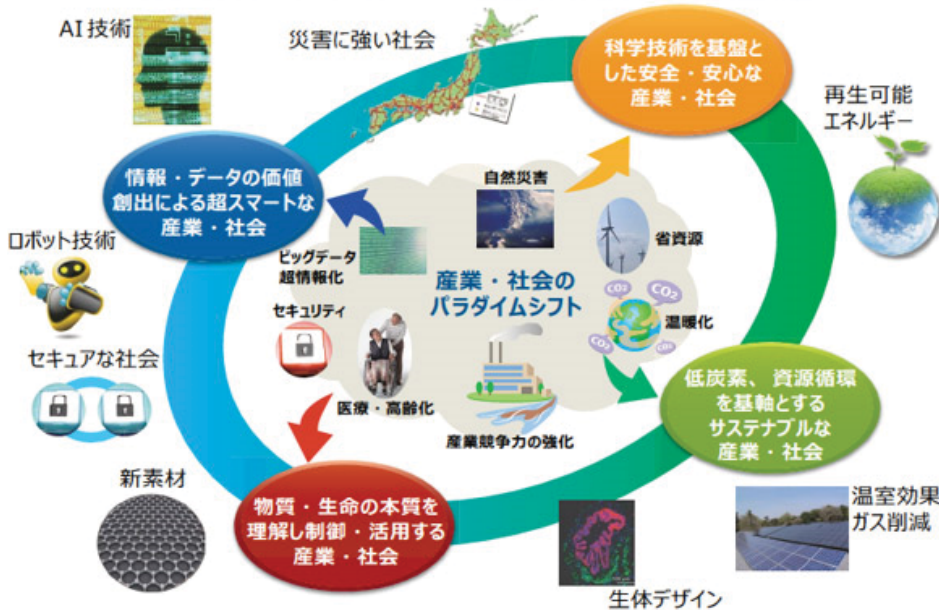 AI技術
災害に強い社会
科学技術を基盤と
した安全・安心な
産業・社会
再生可能
エネルギー
情報・データの価値
創出による超スマートな
産業・社会
自然災害
省資源
ロボット技術
ビッグデータ
超情報化
産業・社会の
パラダイムシフト
CO2
CO2
CO2
CO2
温暖化
セキュリティ
セキュアな社会
医療・高齢化
産業競争力の強化
低炭素、資源循環
を基軸とする
サステナブルな
産業・社会
新素材
物質・生命の本質を
理解し制御・活用する
産業・社会
温室効果
ガス削減
生体デザイン